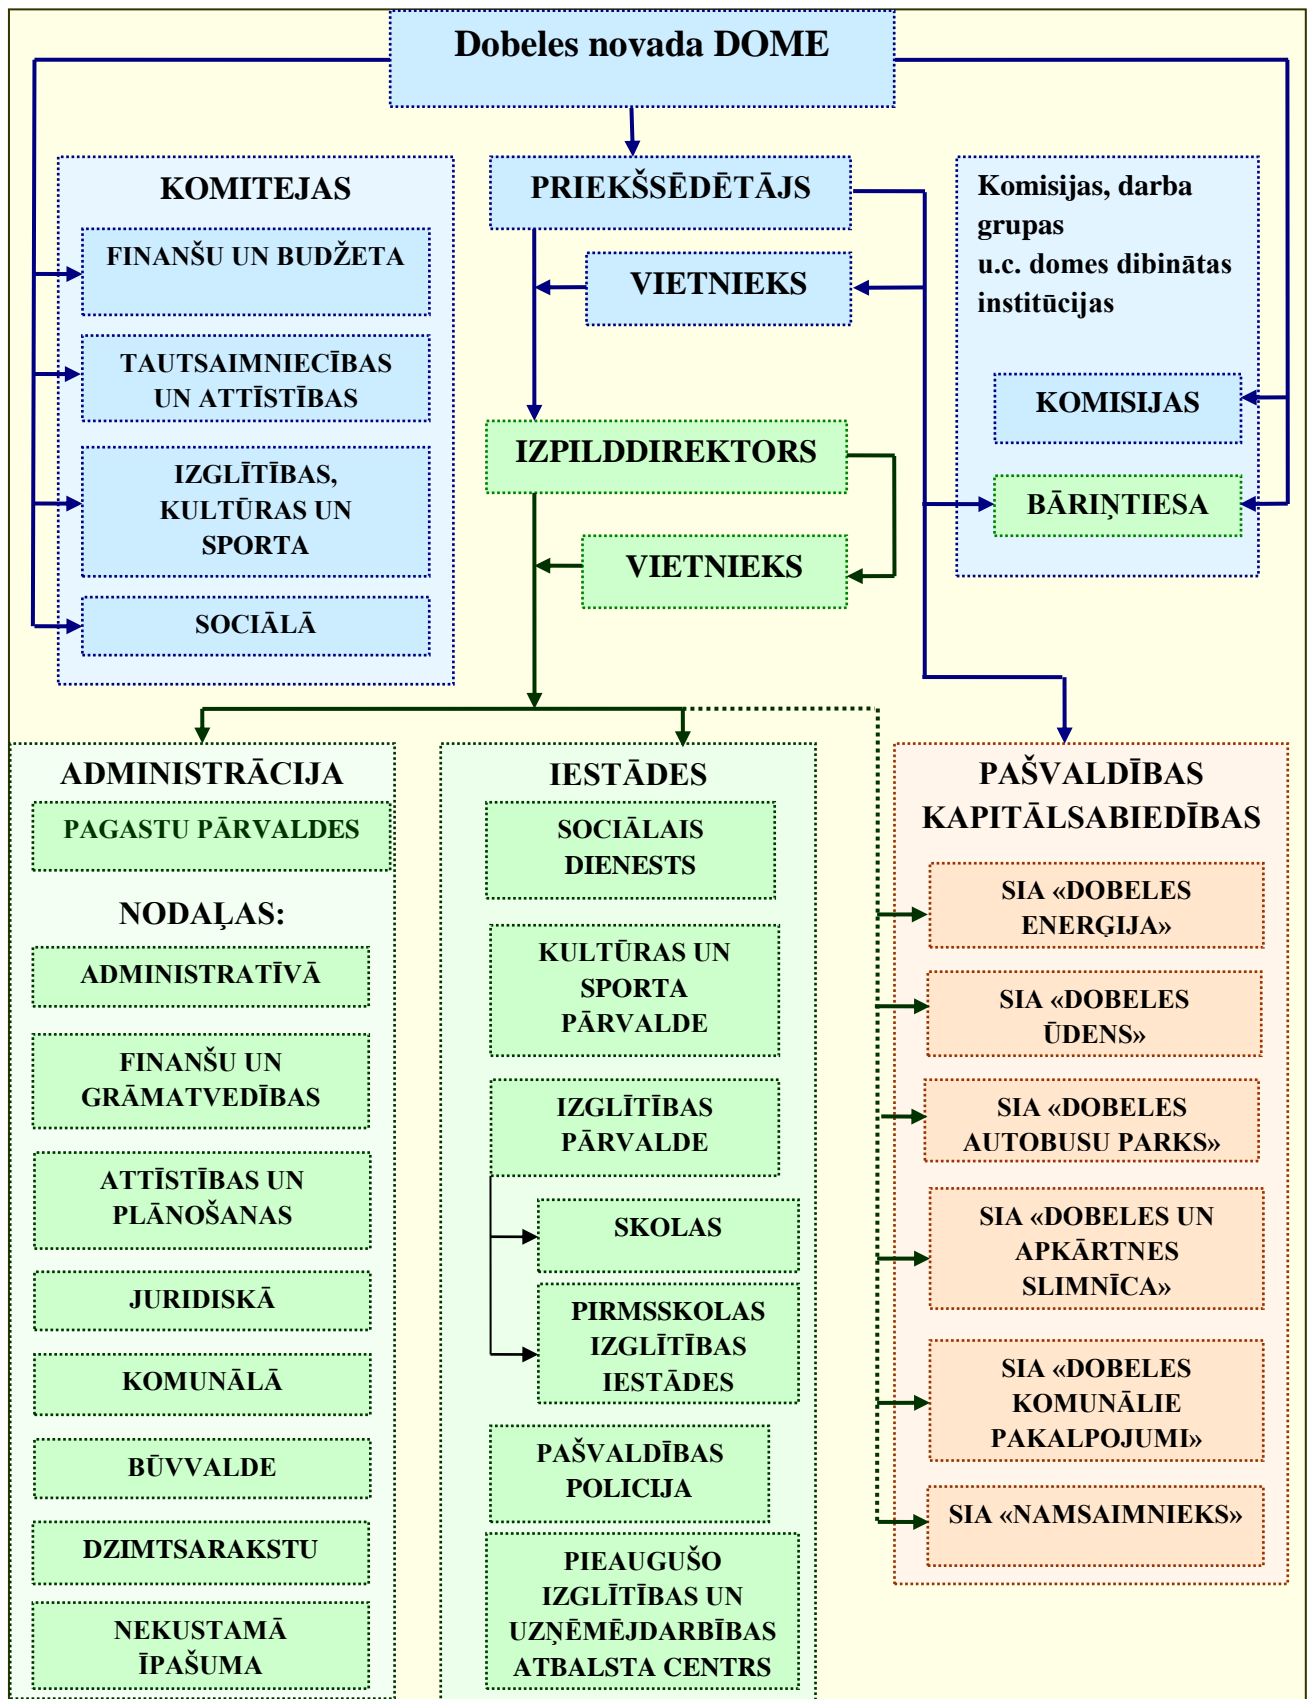 Dobeles novada DOME
KOMITEJAS
FINANŠU UN BUDŽETA
TAUTSAIMNIECĪBAS
UN ATTĪSTĪBAS
IZGLĪTĪBAS,
KULTŪRAS UN
SPORTA
SOCIĀLĀ
PRIEKŠSĒDĒTĀJS
VIETNIEKS
IZPILDDIREKTORS
VIETNIEKS
Komisijas, darba
grupas
u.c. domes dibinātas
institūcijas
KOMISIJAS
BĀRIŅTIESA
ADMINISTRĀCIJA
PAGASTU PĀRVALDES
NODAĻAS:
ADMINISTRATĪVĀ
FINANŠU UN
GRĀMATVEDĪBAS
ATTĪSTĪBAS UN
PLĀNOŠANAS
JURIDISKĀ
KOMUNĀLĀ
BŪVVALDE
DZIMTSARAKSTU
NEKUSTAMĀ
ĪPAŠUMA
IESTĀDES
SOCIĀLAIS
DIENESTS
KULTŪRAS UN
SPORTA
PĀRVALDE
IZGLĪTĪBAS
PĀRVALDE
SKOLAS
PIRMSSKOLAS
IZGLĪTĪBAS
IESTĀDES
PAŠVALDĪBAS
POLICIJA
PIEAUGUŠO
IZGLĪTĪBAS UN
UZŅĒMĒJDARBĪBAS
ATBALSTA CENTRS
PAŠVALDĪBAS
KAPITĀLSABIEDĪBAS
SIA «DOBELES
ENERĢIJA»
SIA «DOBELES
ŪDENS»
SIA «DOBELES
AUTOBUSU PARKS»
SIA «DOBELES UN
APKĀRTNES
SLIMNĪCA»
SIA «DOBELES
KOMUNĀLIE
PAKALPOJUMI»
SIA «NAMSAIMNIEKS»